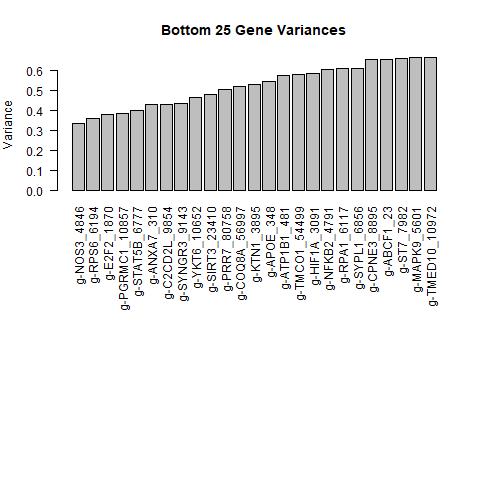 Bottom 25 Gene Variances
Variance
0.6
0.5
0.4
0.3
0.2
0.1
0.0
g-NOS3_4846
g-RPS6_6194
g-E2F2_1870
g-PGRMC1_10857
g-STAT5B_6777
g-ANXA7_310
g-C2CD2L_9854
g-SYNGR3_9143
g-YKT6_10652
g-SIRT3_23410
g-PRR7_80758
g-COQ8A_56997
g-KTN1_3895
g-APOE_348
g-ATP1B1_481
g-TMCO1_54499
g-HIF1A_3091
g-NFKB2_4791
g-RPA1_6117
g-SYPL1_6856
g-CPNE3_8895
g-ABCF1_23
g-ST7_7982
g-MAPK9_5601
g-TMED10_10972